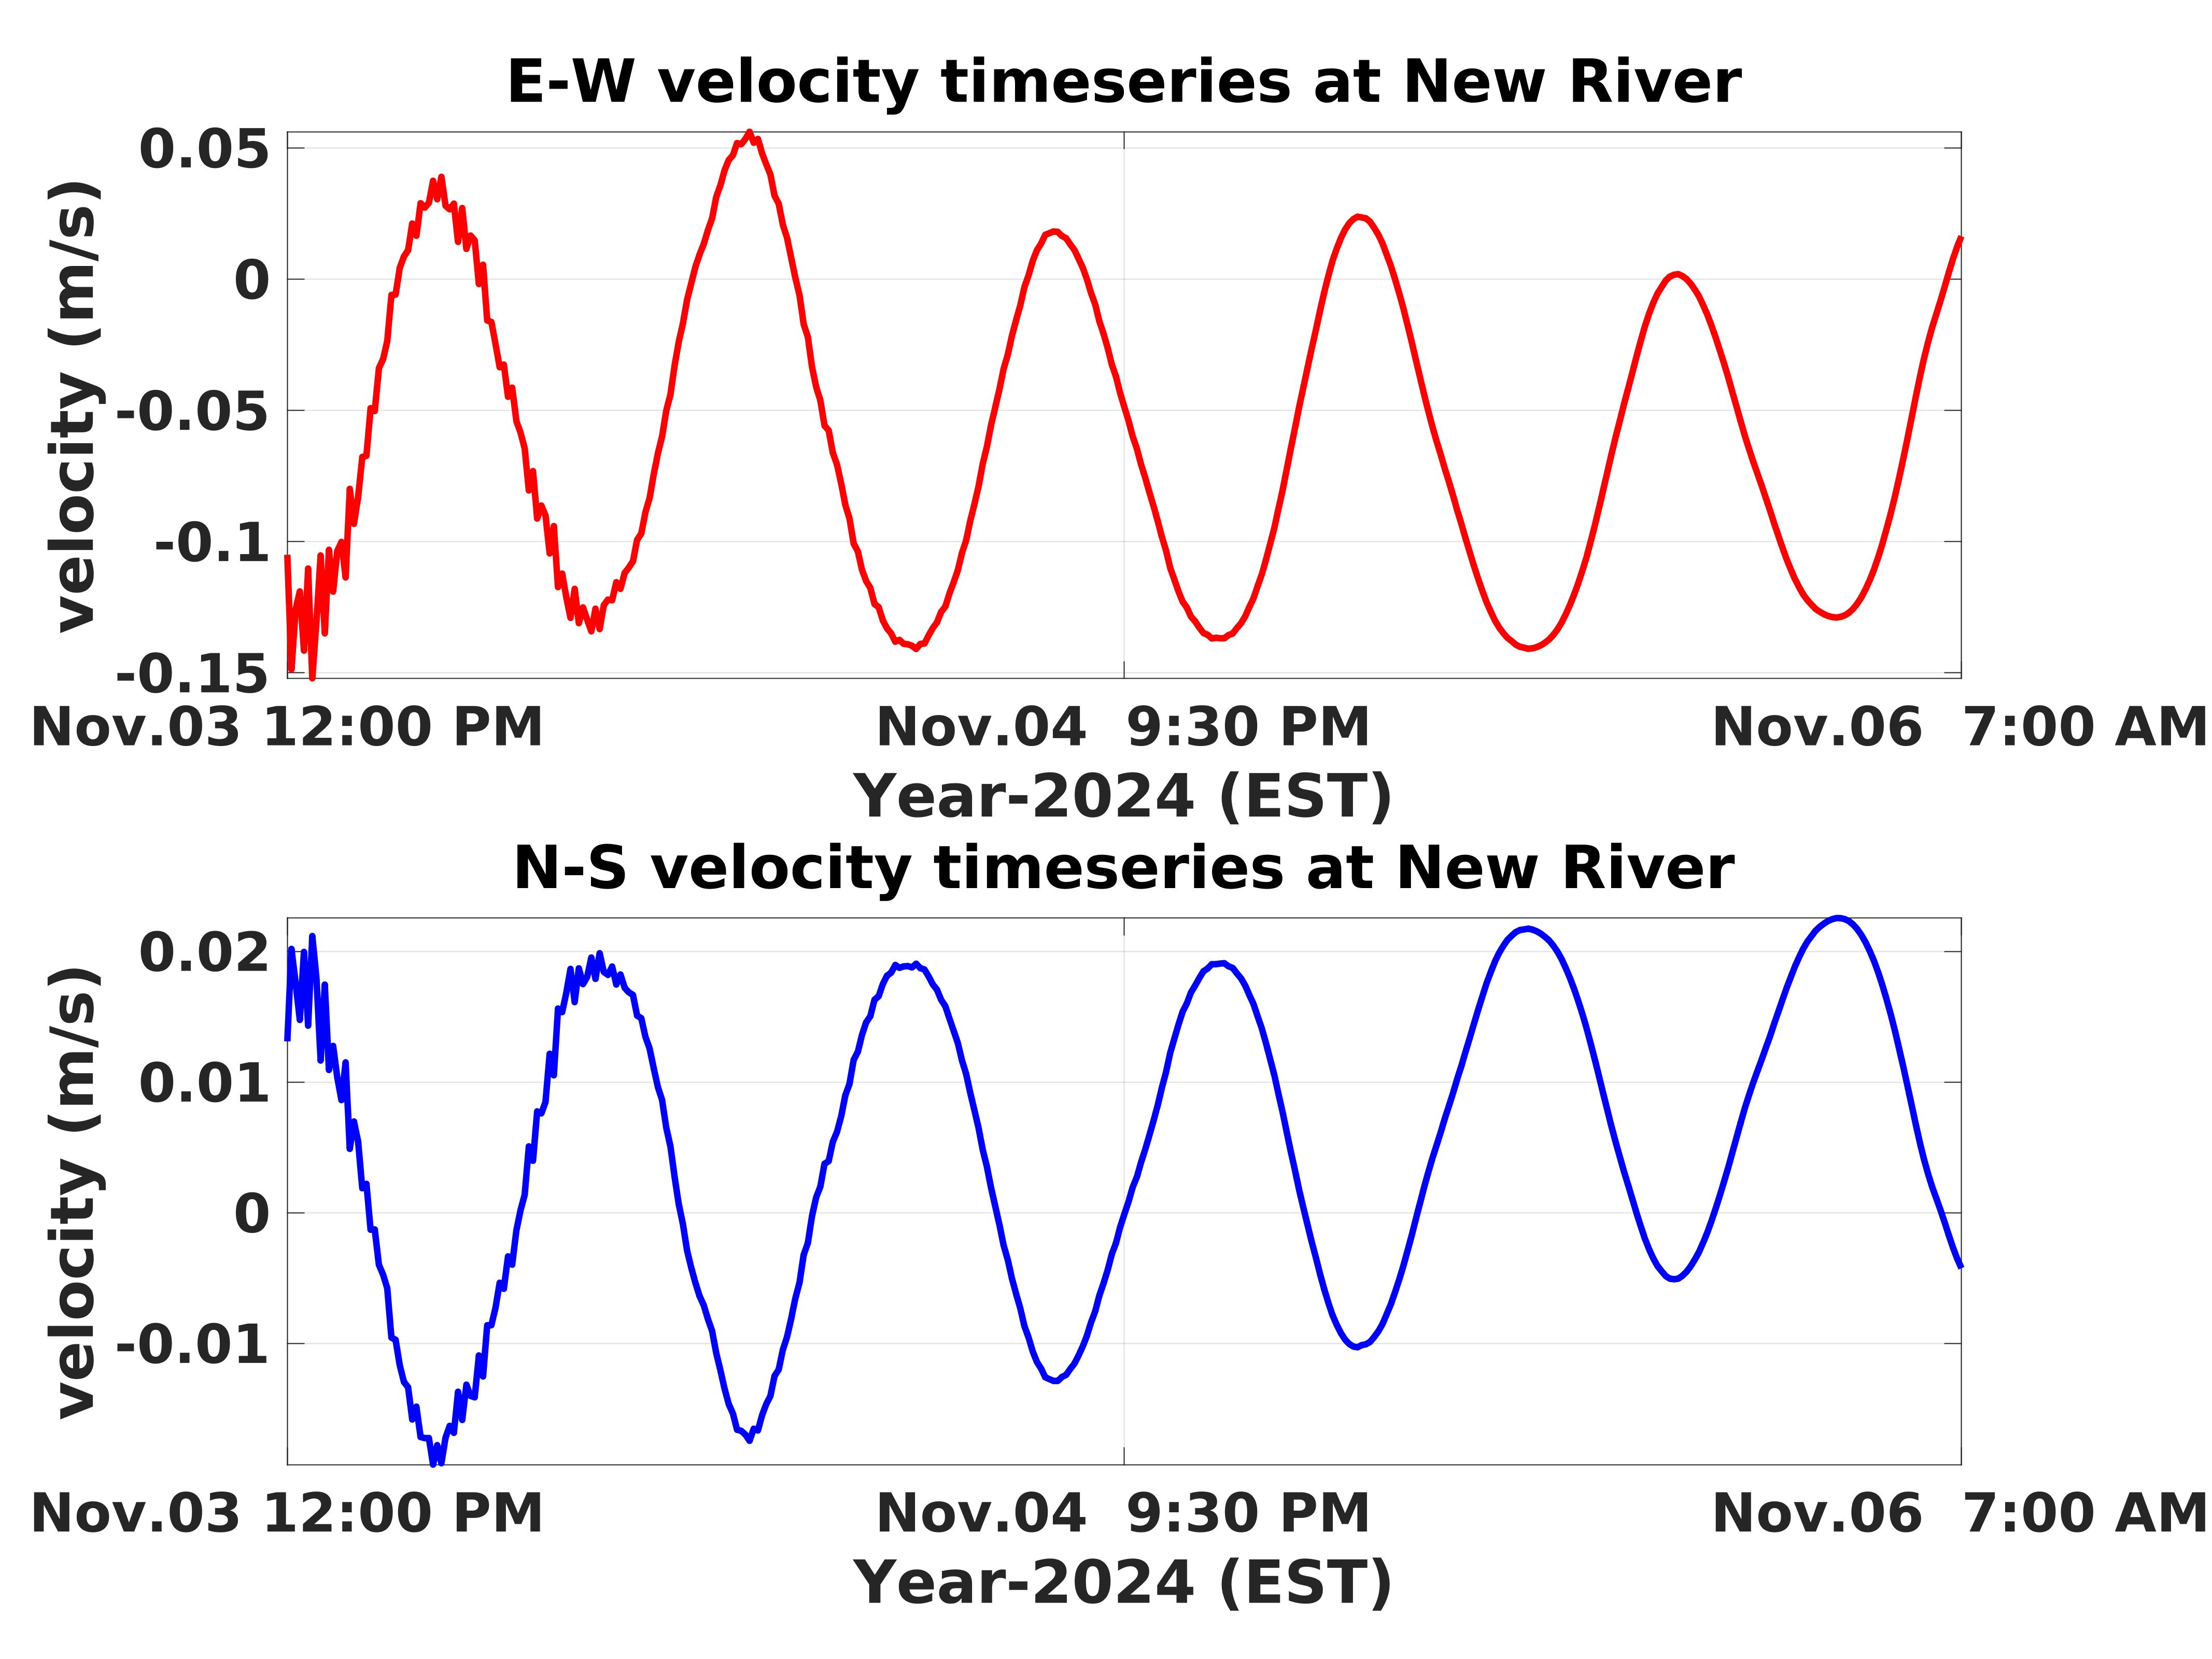 E-W velocity timeseries at New River
velocity (m/s)
0.05
0
-0.05
-0.1
-0.15
Nov.03 12:00 PM Nov.04 9:30 PM Nov.06 7:00 AM
Year-2024 (EST)
N-S velocity timeseries at New River
velocity (m/s)
0.02
0.01
0
-0.01
Nov.03 12:00 PM Nov.04 9:30 PM Nov.06 7:00 AM
Year-2024 (EST)